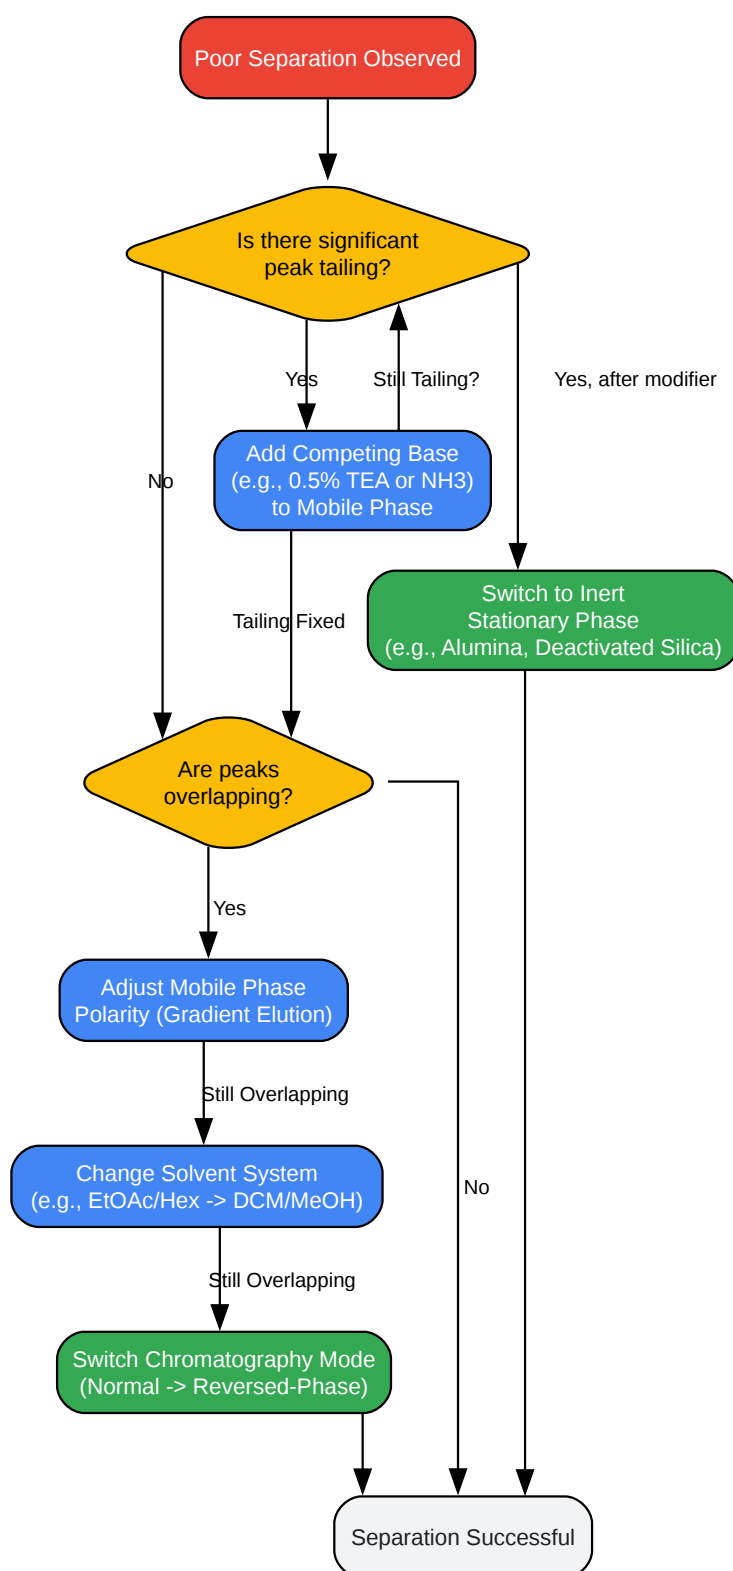 Poor Separation Observed
Is there significant
peak tailing?
Yes
Still Tailing?
Yes, after modifier
Add Competing Base
(e.g., 0.5% TEA or NH3)
to Mobile Phase
No
Switch to Inert
Stationary Phase
(e.g., Alumina, Deactivated Silica)
Tailing Fixed
Are peaks
overlapping?
Yes
Adjust Mobile Phase
Polarity (Gradient Elution)
Still Overlapping
Change Solvent System
(e.g., EtOAc/Hex -> DCM/MeOH)
No
Still Overlapping
Switch Chromatography Mode
(Normal -> Reversed-Phase)
Separation Successful